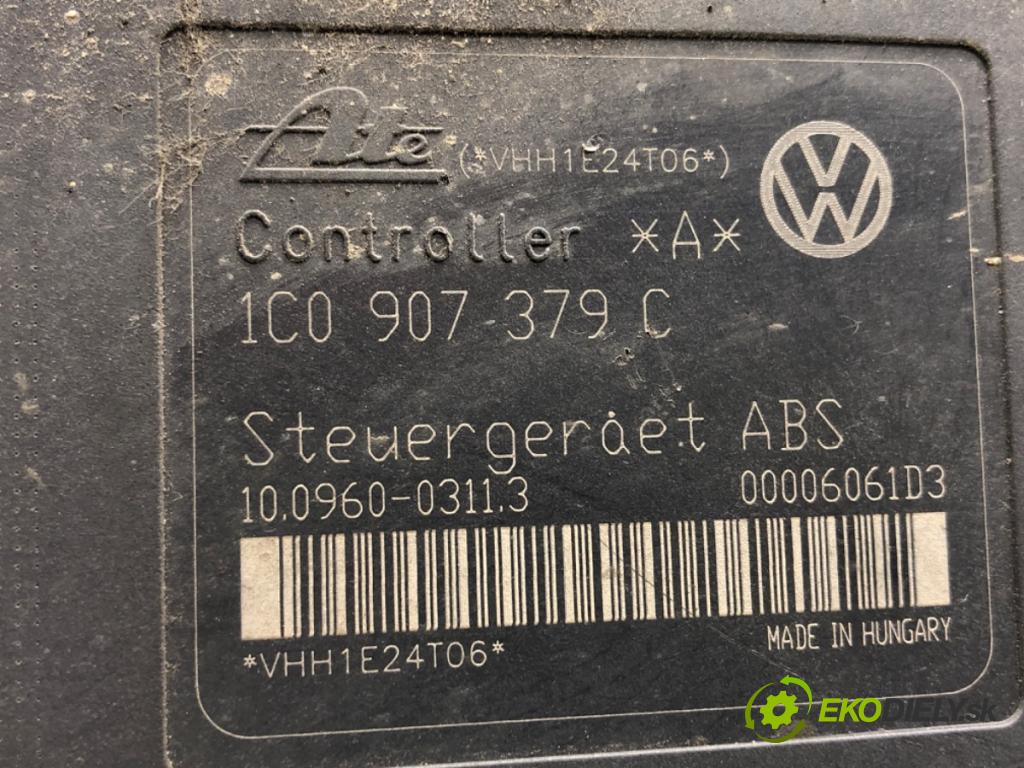 Ate (*VHH1E24T06*)
VW
Controller *A*
1C0 907 379 C
Steuergeraet ABS
10.0960-0311.3 00006061D3
MADE IN HUNGARY
*VHH1E24T06*
EKODIELY.sk